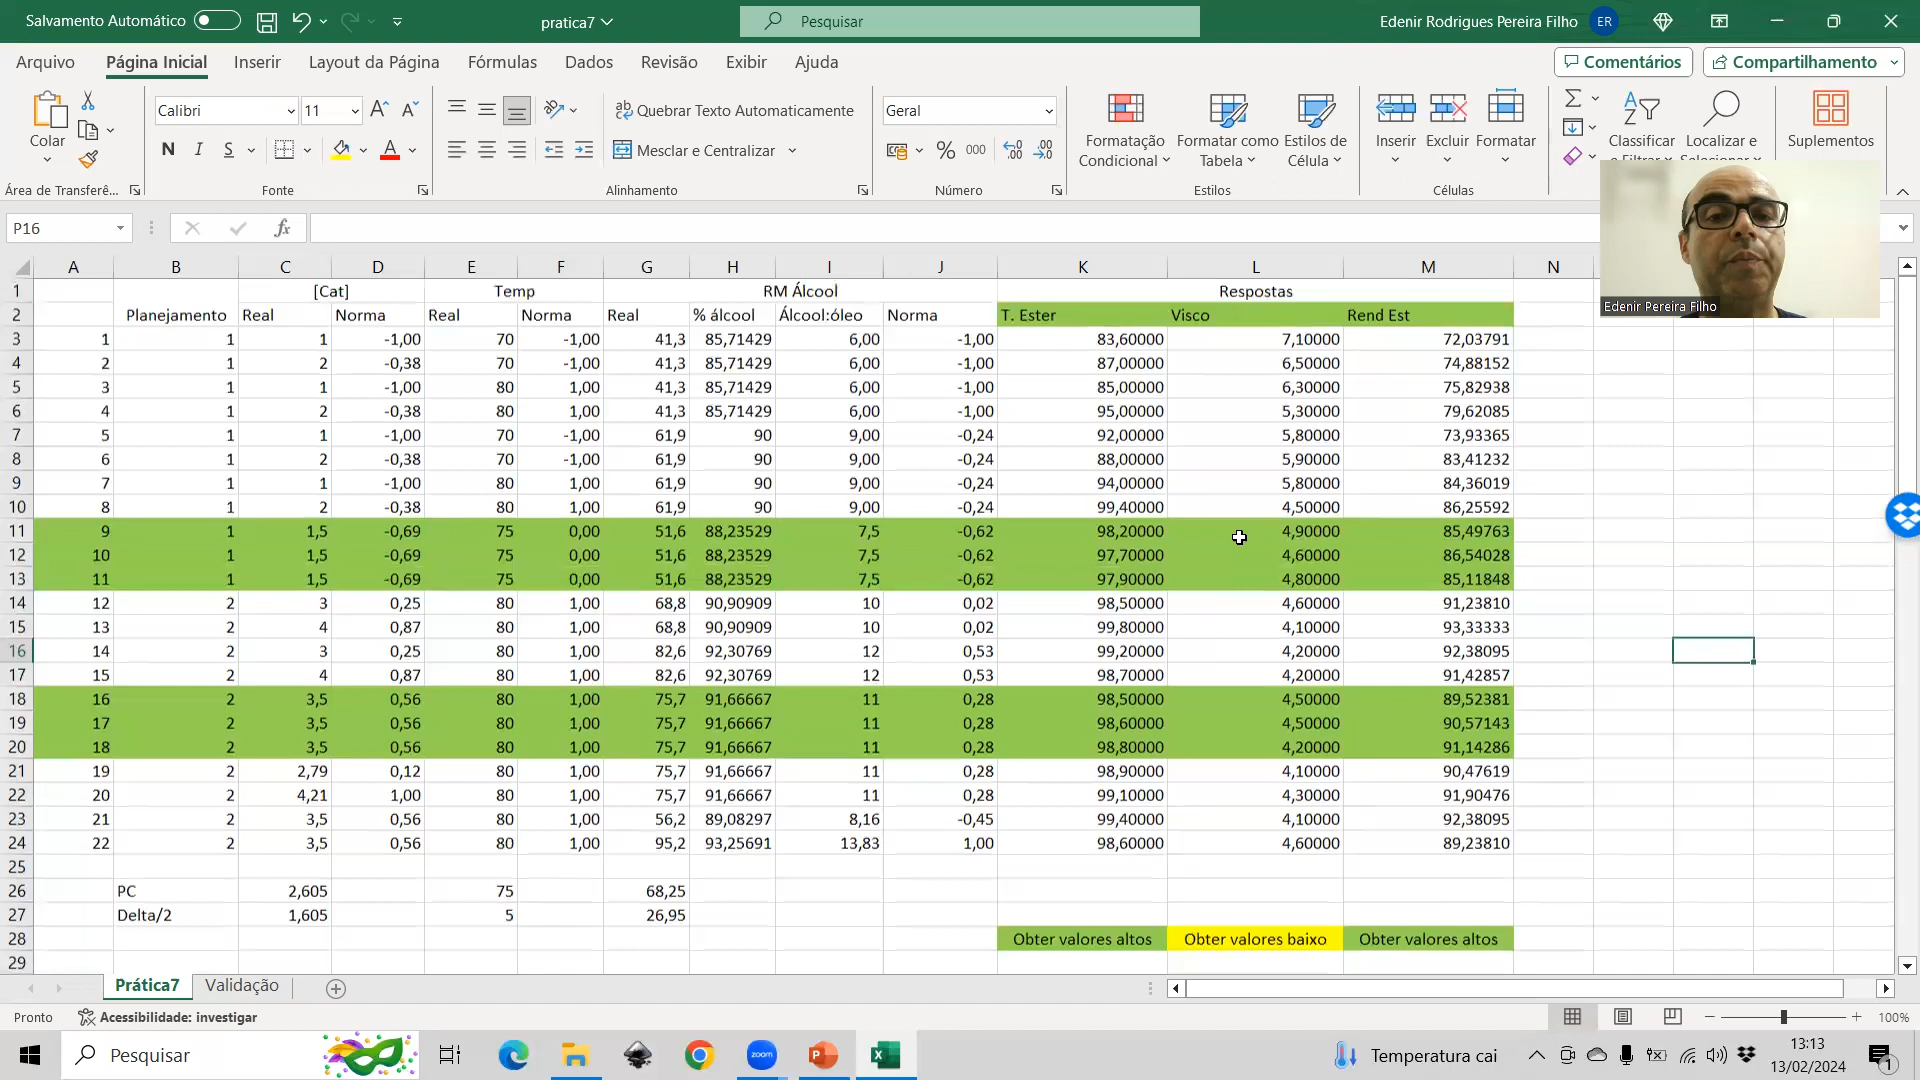 Salvamento Automático
pratica7
Pesquisar
Edenir Rodrigues Pereira Filho
ER
Arquivo Página Inicial Inserir Layout da Página Fórmulas Dados Revisão Exibir Ajuda
Comentários Compartilhamento
Colar
Calibri 11
N I S
Quebrar Texto Automaticamente
Mesclar e Centralizar
Geral
% 000
Formatação Condicional
Formatar como Tabela
Estilos de Célula
Inserir Excluir Formatar
Classificar
Localizar e
Suplementos
Área de Transferê... Fonte Alinhamento Número Estilos Células
P16
fx
Edenir Pereira Filho
A B C D E F G H I J K L M N
1 [Cat] Temp RM Álcool Respostas
2 Planejamento Real Norma Real Norma Real % álcool Álcool:óleo Norma T. Ester Visco Rend Est
3 1 1 1 -1,00 70 -1,00 41,3 85,71429 6,00 -1,00 83,60000 7,10000 72,03791
4 2 1 2 -0,38 70 -1,00 41,3 85,71429 6,00 -1,00 87,00000 6,50000 74,88152
5 3 1 1 -1,00 80 1,00 41,3 85,71429 6,00 -1,00 85,00000 6,30000 75,82938
6 4 1 2 -0,38 80 1,00 41,3 85,71429 6,00 -1,00 95,00000 5,30000 79,62085
7 5 1 1 -1,00 70 -1,00 61,9 90 9,00 -0,24 92,00000 5,80000 73,93365
8 6 1 2 -0,38 70 -1,00 61,9 90 9,00 -0,24 88,00000 5,90000 83,41232
9 7 1 1 -1,00 80 1,00 61,9 90 9,00 -0,24 94,00000 5,80000 84,36019
10 8 1 2 -0,38 80 1,00 61,9 90 9,00 -0,24 99,40000 4,50000 86,25592
11 9 1 1,5 -0,69 75 0,00 51,6 88,23529 7,5 -0,62 98,20000 4,90000 85,49763
12 10 1 1,5 -0,69 75 0,00 51,6 88,23529 7,5 -0,62 97,70000 4,60000 86,54028
13 11 1 1,5 -0,69 75 0,00 51,6 88,23529 7,5 -0,62 97,90000 4,80000 85,11848
14 12 2 3 0,25 80 1,00 68,8 90,90909 10 0,02 98,50000 4,60000 91,23810
15 13 2 4 0,87 80 1,00 68,8 90,90909 10 0,02 99,80000 4,10000 93,33333
16 14 2 3 0,25 80 1,00 82,6 92,30769 12 0,53 99,20000 4,20000 92,38095
17 15 2 4 0,87 80 1,00 82,6 92,30769 12 0,53 98,70000 4,20000 91,42857
18 16 2 3,5 0,56 80 1,00 75,7 91,66667 11 0,28 98,50000 4,50000 89,52381
19 17 2 3,5 0,56 80 1,00 75,7 91,66667 11 0,28 98,60000 4,50000 90,57143
20 18 2 3,5 0,56 80 1,00 75,7 91,66667 11 0,28 98,80000 4,20000 91,14286
21 19 2 2,79 0,12 80 1,00 75,7 91,66667 11 0,28 98,90000 4,10000 90,47619
22 20 2 4,21 1,00 80 1,00 75,7 91,66667 11 0,28 99,10000 4,30000 91,90476
23 21 2 3,5 0,56 80 1,00 56,2 89,08297 8,16 -0,45 99,40000 4,10000 92,38095
24 22 2 3,5 0,56 80 1,00 95,2 93,25691 13,83 1,00 98,60000 4,60000 89,23810
25
26 PC 2,605 75 68,25
27 Delta/2 1,605 5 26,95
28 Obter valores altos Obter valores baixo Obter valores altos
29
Prática7 Validação
Pronto Acessibilidade: investigar 100%
Pesquisar
zoom
Temperatura cai
13:13
13/02/2024
1